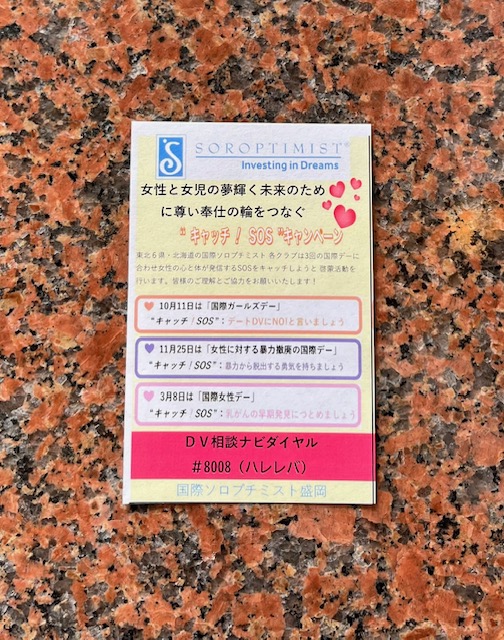 SOROPTIMIST®
Investing in Dreams
女性と女児の夢輝く未来のため
に尊い奉仕の輪をつなぐ
“キャッチ! SOS”キャンペーン
東北6県・北海道の国際ソロプチミスト 各クラブは3回の国際デーに
合わせ女性の心と体が発信するSOSをキャッチしようと 啓蒙活動を
行います。皆様のご理解とご協力をお願いいたします!
10月11日は「国際ガールズデー」
“キャッチ!SOS”:デートDVにNO!と言いましょう
11月25日は「女性に対する暴力撤廃の国際デー」
“キャッチ!SOS”:暴力から脱出する勇気を持ちましょう
3月8日は「国際女性デー」
“キャッチ!SOS”:乳がんの早期発見につとめましょう
DV相談ナビダイヤル
#8008(ハレレバ)
国際ソロプチミスト盛岡